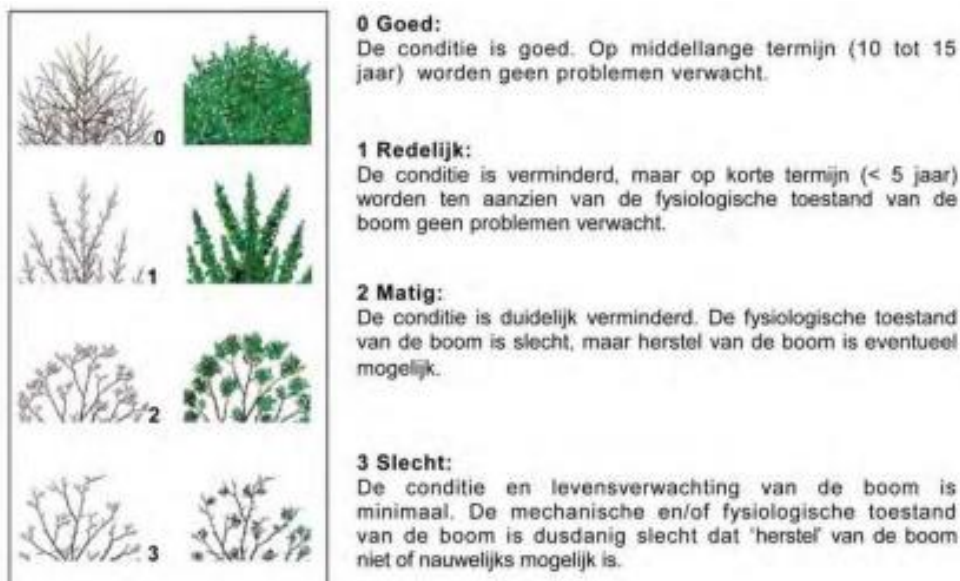 0 Goed:
De conditie is goed. Op middellange termijn (10 tot 15
jaar) worden geen problemen verwacht.
0
1 Redelijk:
De conditie is verminderd, maar op korte termijn (< 5 jaar)
worden ten aanzien van de fysiologische toestand van de
boom geen problemen verwacht.
1
2 Matig:
De conditie is duidelijk verminderd. De fysiologische toestand
van de boom is slecht, maar herstel van de boom is eventueel
mogelijk.
2
3 Slecht:
De conditie en levensverwachting van de boom is
minimaal. De mechanische en/of fysiologische toestand
van de boom is dusdanig slecht dat 'herstel' van de boom
niet of nauwelijks mogelijk is.
3